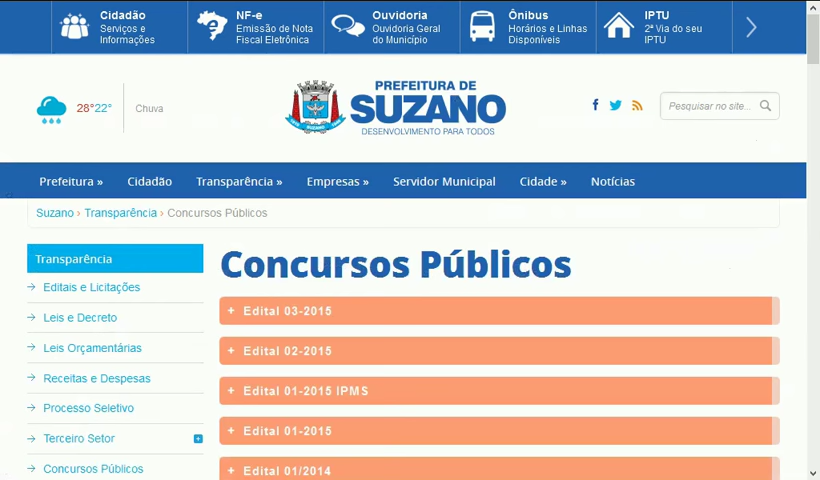 Cidadão
Serviços e
Informações
NF-e
Emissão de Nota
Fiscal Eletrônica
Ouvidoria
Ouvidoria Geral
do Município
Ônibus
Horários e Linhas
Disponíveis
IPTU
2ª Via do seu
IPTU
28°22°
Chuva
PREFEITURA DE
SUZANO
DESENVOLVIMENTO PARA TODOS
SUZANO
Pesquisar no site...
Prefeitura »
Cidadão
Transparência »
Empresas »
Servidor Municipal
Cidade »
Notícias
Suzano › Transparência › Concursos Públicos
Transparência
Editais e Licitações
Leis e Decreto
Leis Orçamentárias
Receitas e Despesas
Processo Seletivo
Terceiro Setor
Concursos Públicos
Concursos Públicos
+ Edital 03-2015
+ Edital 02-2015
+ Edital 01-2015 IPMS
+ Edital 01-2015
+ Edital 01/2014